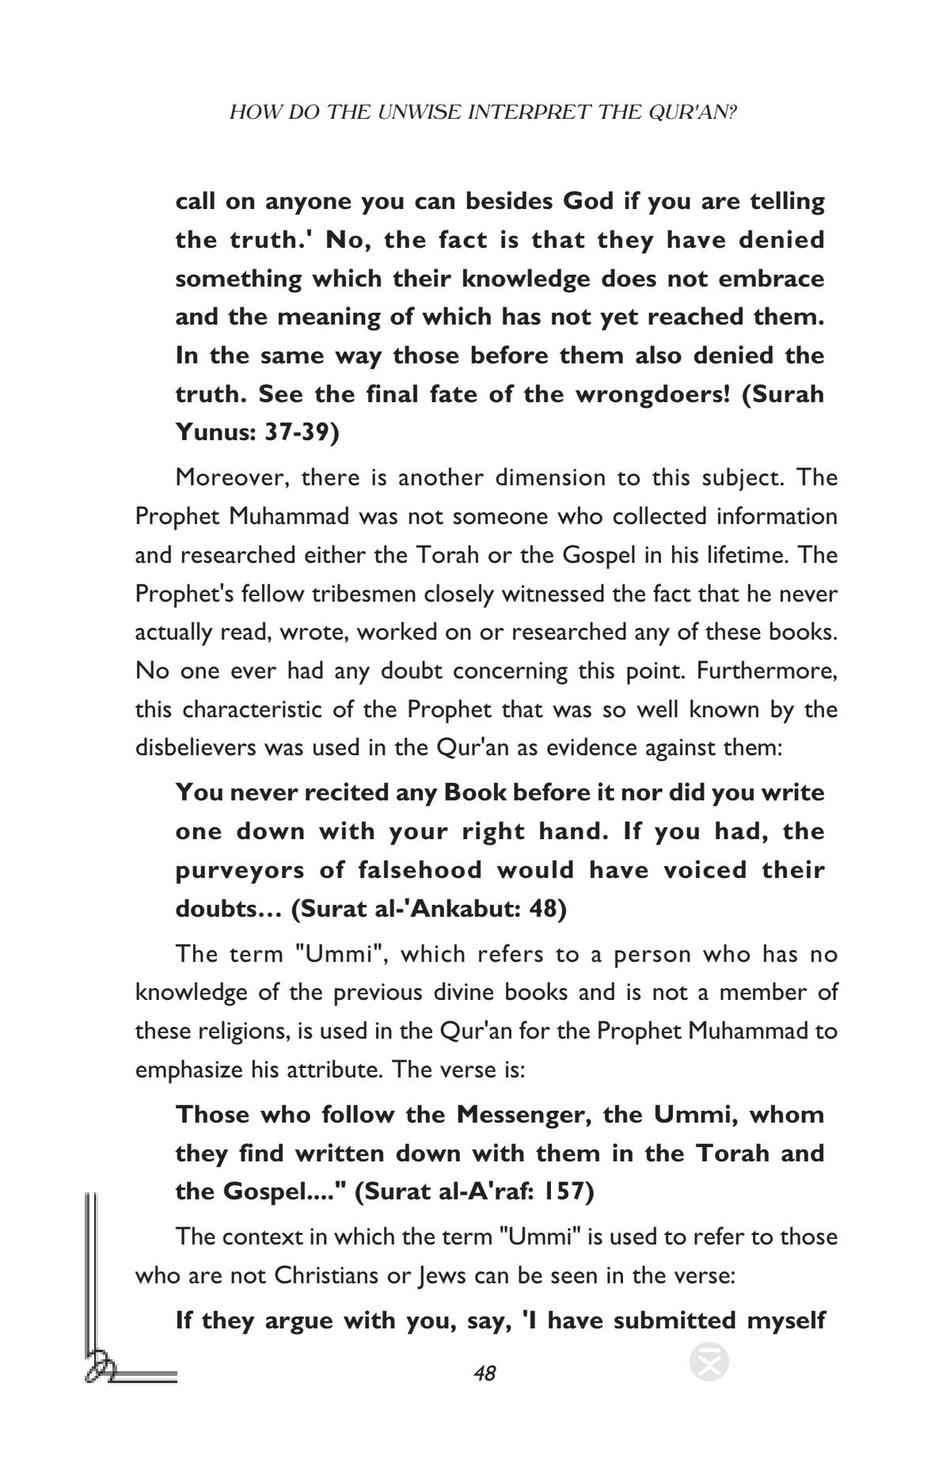 HOW DO THE UNWISE INTERPRET THE QUR'AN?
call on anyone you can besides God if you are telling
the truth.' No, the fact is that they have denied
something which their knowledge does not embrace
and the meaning of which has not yet reached them.
In the same way those before them also denied the
truth. See the final fate of the wrongdoers! (Surah
Yunus: 37-39)
Moreover, there is another dimension to this subject. The
Prophet Muhammad was not someone who collected information
and researched either the Torah or the Gospel in his lifetime. The
Prophet's fellow tribesmen closely witnessed the fact that he never
actually read, wrote, worked on or researched any of these books.
No one ever had any doubt concerning this point. Furthermore,
this characteristic of the Prophet that was so well known by the
disbelievers was used in the Qur'an as evidence against them:
You never recited any Book before it nor did you write
one down with your right hand. If you had, the
purveyors of falsehood would have voiced their
doubts… (Surat al-'Ankabut: 48)
The term "Ummi", which refers to a person who has no
knowledge of the previous divine books and is not a member of
these religions, is used in the Qur'an for the Prophet Muhammad to
emphasize his attribute. The verse is:
Those who follow the Messenger, the Ummi, whom
they find written down with them in the Torah and
the Gospel...." (Surat al-A'raf: 157)
The context in which the term "Ummi" is used to refer to those
who are not Christians or Jews can be seen in the verse:
If they argue with you, say, 'I have submitted myself
48